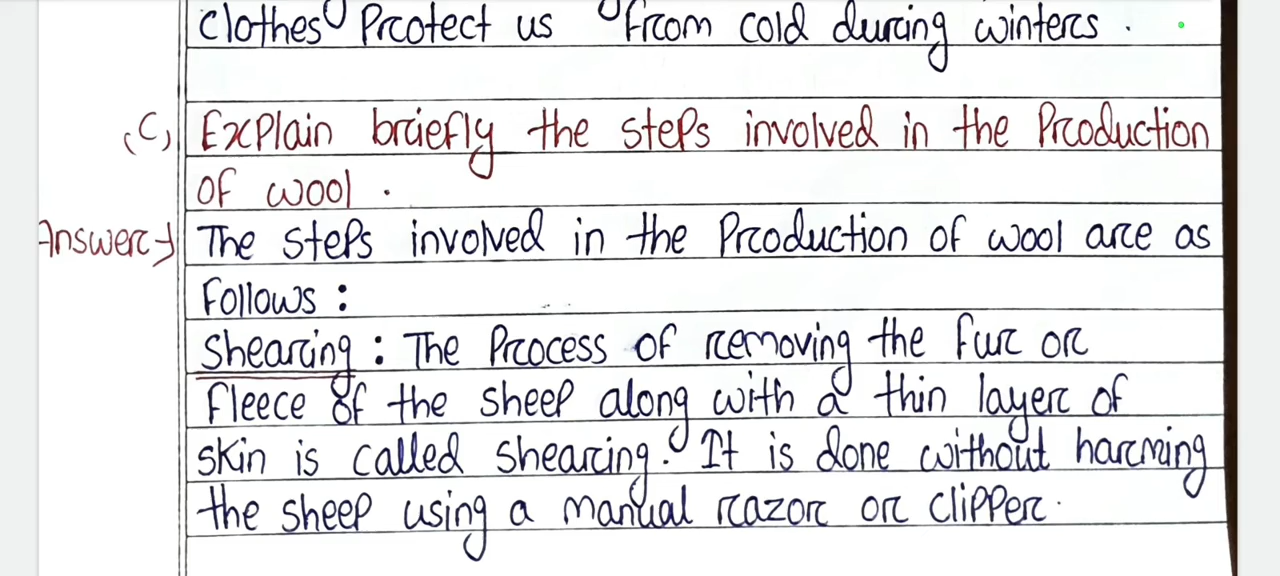 clothes Protect us from cold during winters .
(C) Explain briefly the steps involved in the Production
of wool .
Answer→ The steps involved in the Production of wool are as
Follows :
Shearing : The Process of removing the fur or
fleece of the sheep along with a thin layer of
skin is called shearing. It is done without harming
the sheep using a manual razor or clipper.